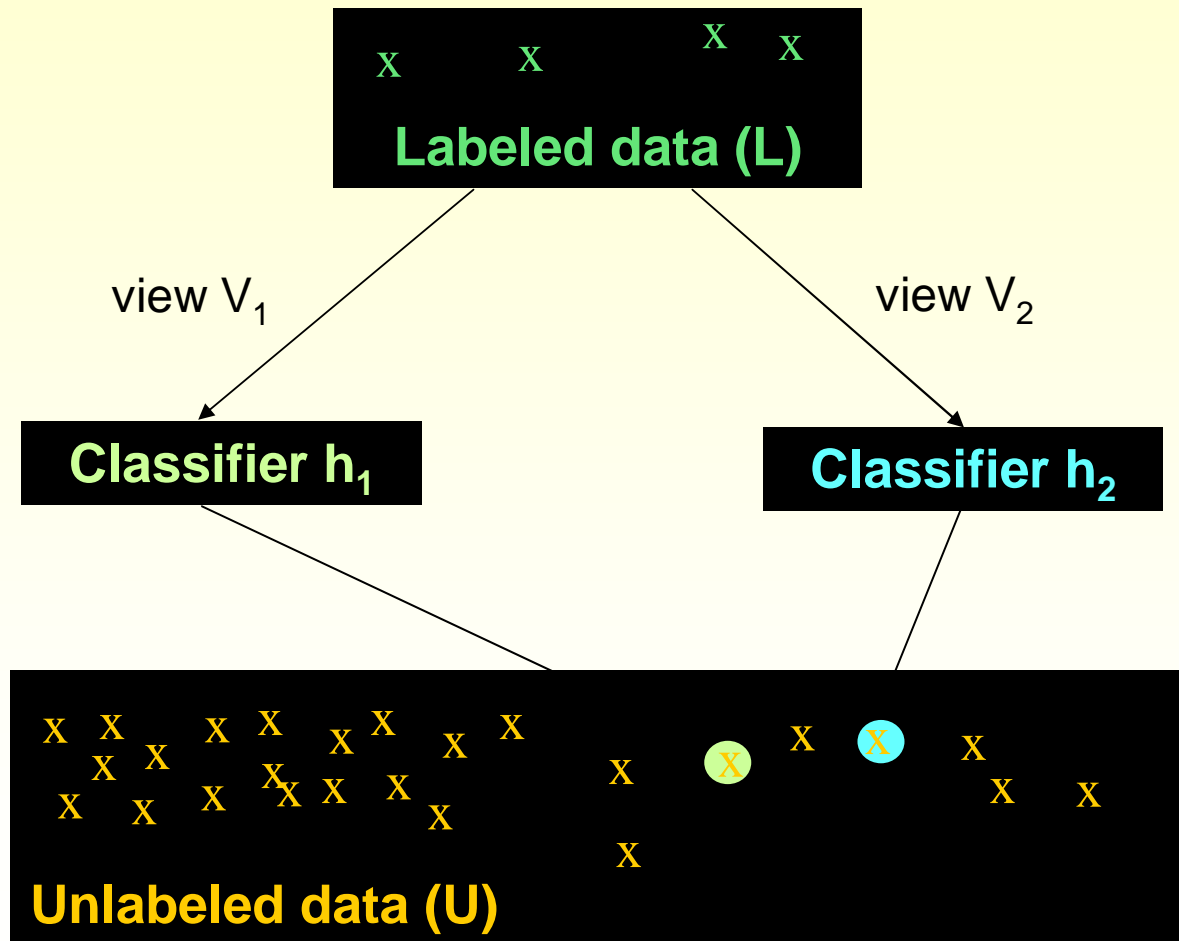 x x x x
Labeled data (L)
view V₁
view V₂
Classifier h₁
Classifier h₂
x x x x x x x x x x x x x x x
x x x x x x x x x x x
x
Unlabeled data (U)